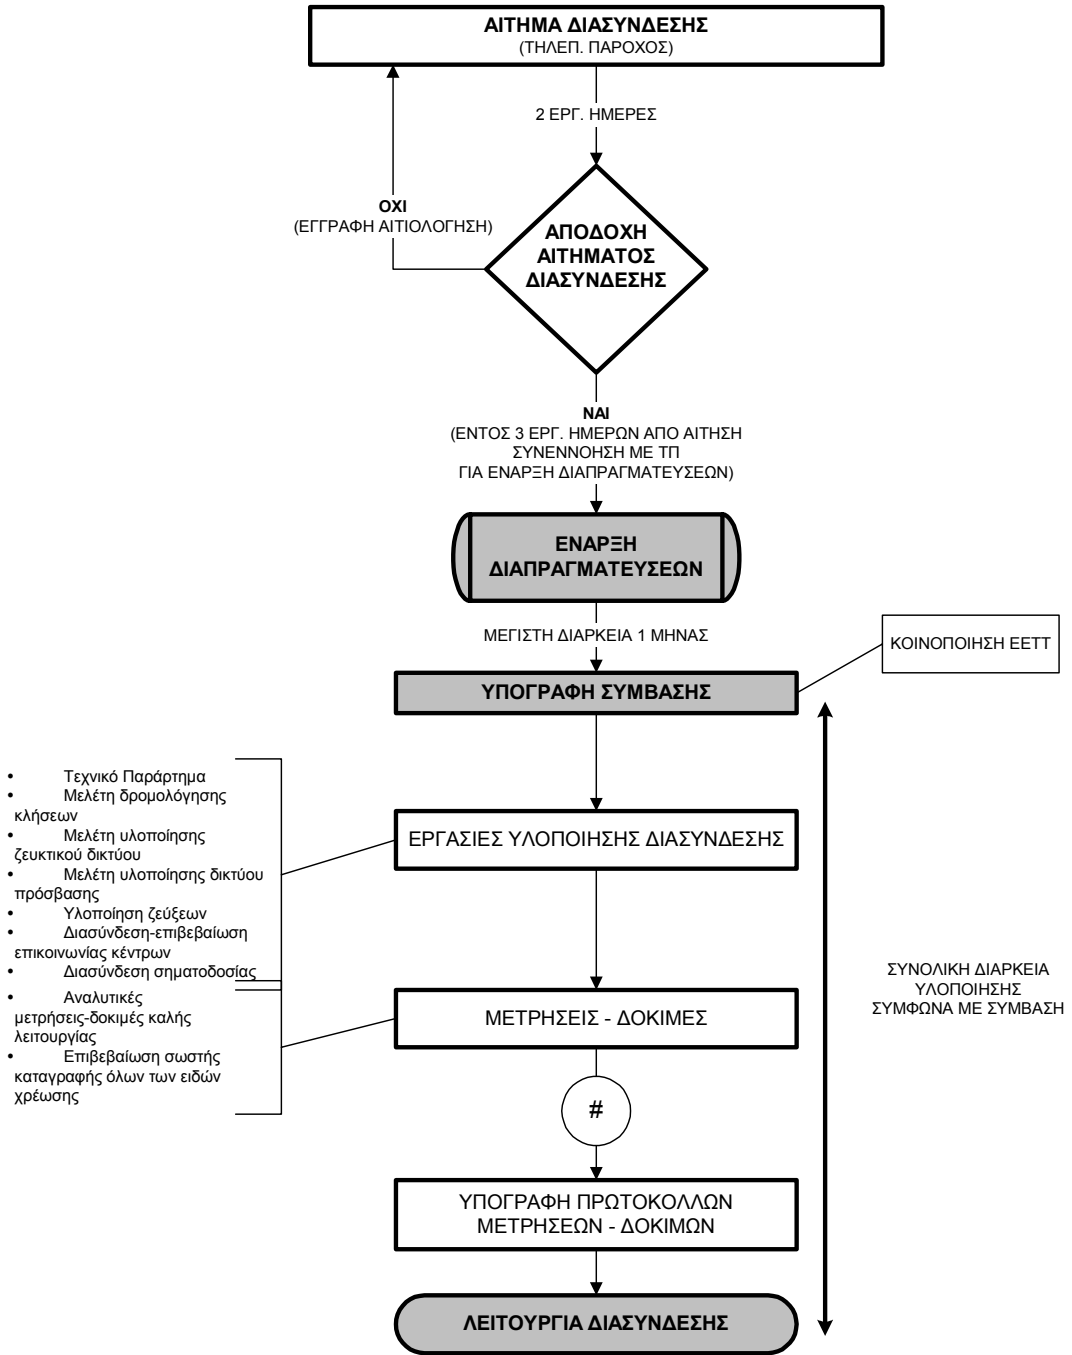 ΑΙΤΗΜΑ ΔΙΑΣΥΝΔΕΣΗΣ
(ΤΗΛΕΠ. ΠΑΡΟΧΟΣ)
2 ΕΡΓ. ΗΜΕΡΕΣ
ΟΧΙ
(ΕΓΓΡΑΦΗ ΑΙΤΙΟΛΟΓΗΣΗ)
ΑΠΟΔΟΧΗ
ΑΙΤΗΜΑΤΟΣ
ΔΙΑΣΥΝΔΕΣΗΣ
ΝΑΙ
(ΕΝΤΟΣ 3 ΕΡΓ. ΗΜΕΡΩΝ ΑΠΟ ΑΙΤΗΣΗ
ΣΥΝΕΝΝΟΗΣΗ ΜΕ ΤΠ
ΓΙΑ ΕΝΑΡΞΗ ΔΙΑΠΡΑΓΜΑΤΕΥΣΕΩΝ)
ΕΝΑΡΞΗ
ΔΙΑΠΡΑΓΜΑΤΕΥΣΕΩΝ
ΜΕΓΙΣΤΗ ΔΙΑΡΚΕΙΑ 1 ΜΗΝΑΣ
ΚΟΙΝΟΠΟΙΗΣΗ ΕΕΤΤ
ΥΠΟΓΡΑΦΗ ΣΥΜΒΑΣΗΣ
• Τεχνικό Παράρτημα
• Μελέτη δρομολόγησης
κλήσεων
• Μελέτη υλοποίησης
ζευκτικού δικτύου
• Μελέτη υλοποίησης δικτύου
πρόσβασης
• Υλοποίηση ζεύξεων
• Διασύνδεση-επιβεβαίωση
επικοινωνίας κέντρων
• Διασύνδεση σηματοδοσίας
ΕΡΓΑΣΙΕΣ ΥΛΟΠΟΙΗΣΗΣ ΔΙΑΣΥΝΔΕΣΗΣ
• Αναλυτικές
μετρήσεις-δοκιμές καλής
λειτουργίας
• Επιβεβαίωση σωστής
καταγραφής όλων των ειδών
χρέωσης
ΜΕΤΡΗΣΕΙΣ - ΔΟΚΙΜΕΣ
ΣΥΝΟΛΙΚΗ ΔΙΑΡΚΕΙΑ
ΥΛΟΠΟΙΗΣΗΣ
ΣΥΜΦΩΝΑ ΜΕ ΣΥΜΒΑΣΗ
#
ΥΠΟΓΡΑΦΗ ΠΡΩΤΟΚΟΛΛΩΝ
ΜΕΤΡΗΣΕΩΝ - ΔΟΚΙΜΩΝ
ΛΕΙΤΟΥΡΓΙΑ ΔΙΑΣΥΝΔΕΣΗΣ